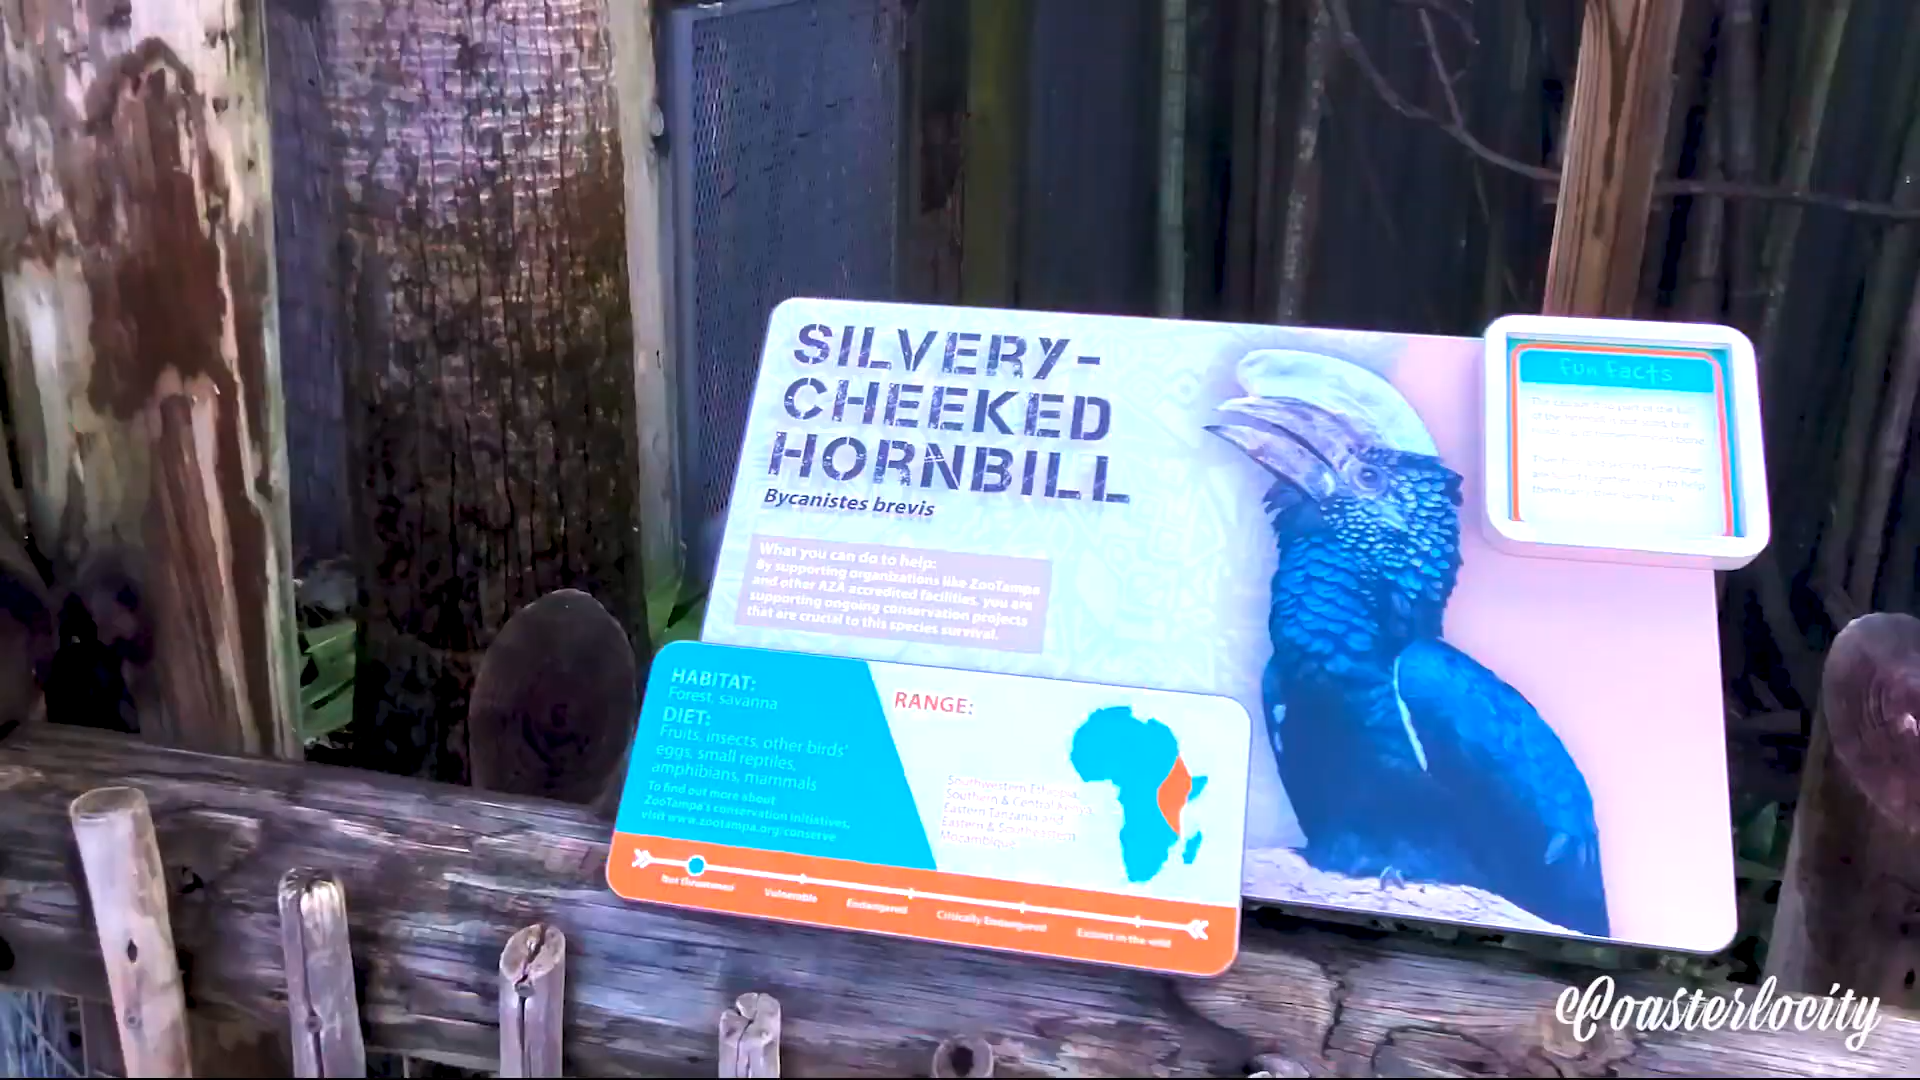 SILVERY-
CHEEKED
HORNBILL
Bycanistes brevis
What you can do to help:
By supporting organizations like ZooTampa
and other AZA accredited facilities, you are
supporting ongoing conservation projects
that are crucial to this species survival.
fun facts
HABITAT:
Forest, savanna
DIET:
Fruits, insects, other birds'
eggs, small reptiles,
amphibians, mammals
To find out more about
ZooTampa's conservation initiatives,
visit www.zootampa.org/conserve
RANGE:
Southwestern Ethiopia,
Southern & Central Kenya,
Eastern Tanzania and
Eastern & Southeastern
Mozambique
Not threatened
Vulnerable
Endangered
Critically Endangered
Extinct in the wild
Coasterlocity